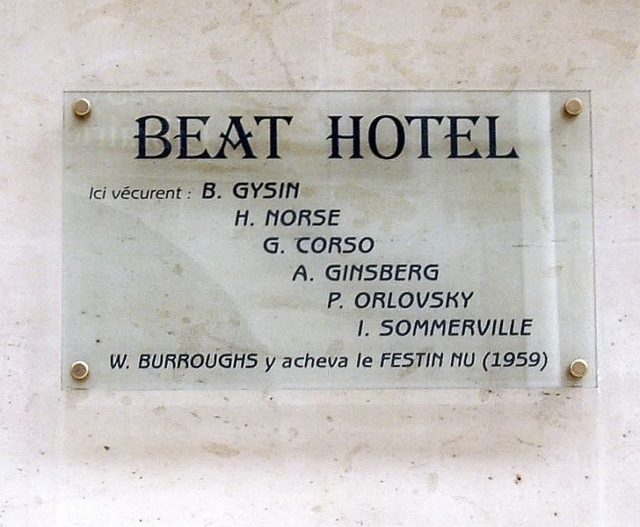 BEAT HOTEL
Ici vécurent : B. GYSIN
H. NORSE
G. CORSO
A. GINSBERG
P. ORLOVSKY
I. SOMMERVILLE
W. BURROUGHS y acheva le FESTIN NU (1959)